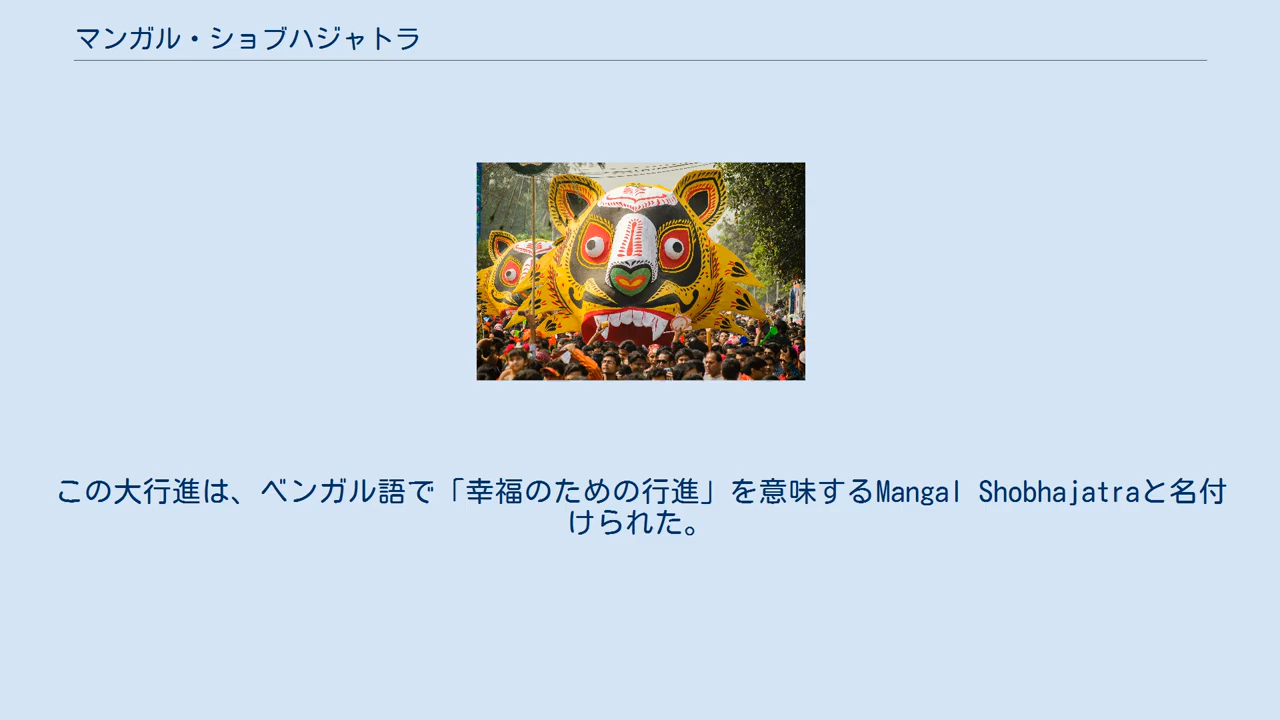 マンガル・ショブハジャトラ
この大行進は、ベンガル語で「幸福のための行進」を意味するMangal Shobhajatraと名付
けられた。